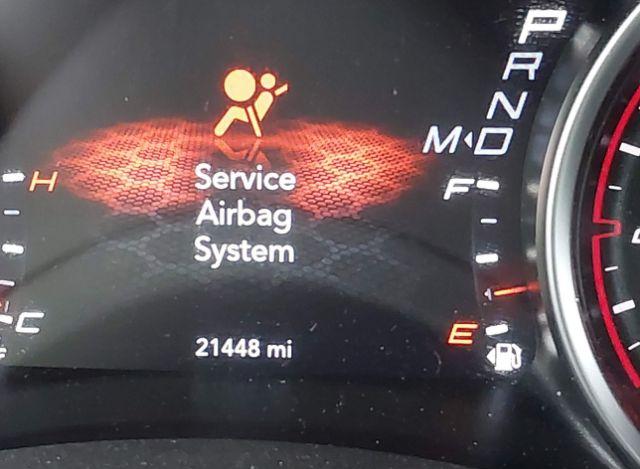 P
R
N
M D
H
F
Service
Airbag
System
C
E
21448 mi